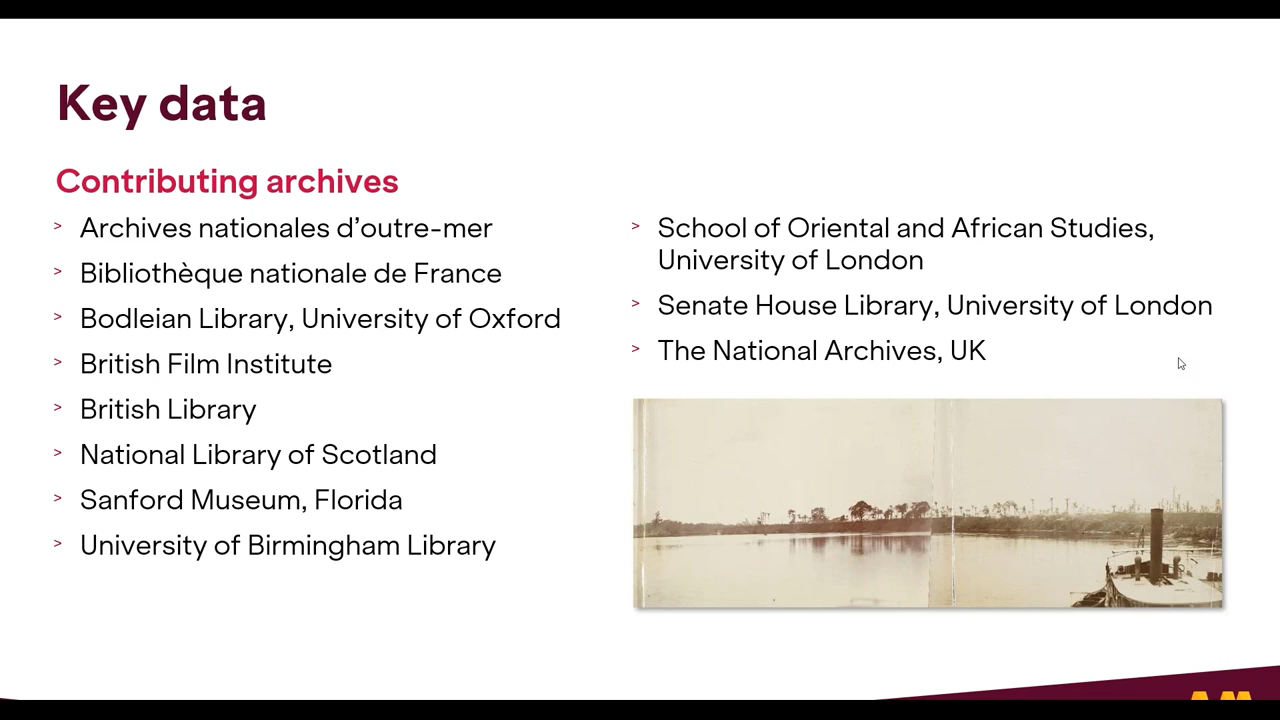 Key data
Contributing archives
> Archives nationales d’outre-mer
> Bibliothèque nationale de France
> Bodleian Library, University of Oxford
> British Film Institute
> British Library
> National Library of Scotland
> Sanford Museum, Florida
> University of Birmingham Library
> School of Oriental and African Studies,
University of London
> Senate House Library, University of London
> The National Archives, UK